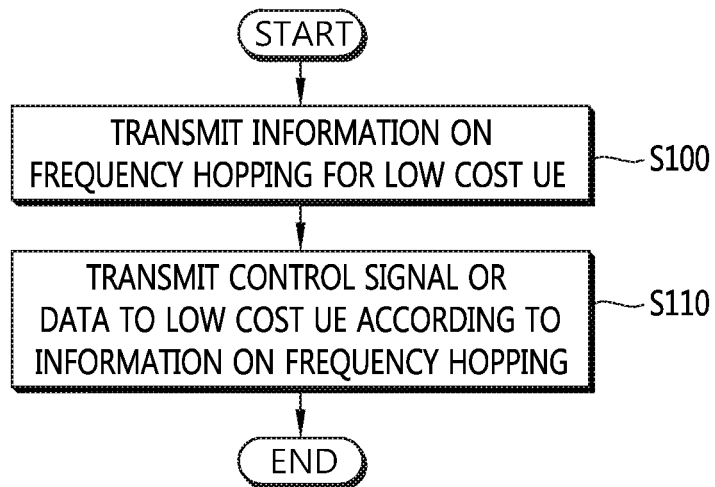 START
TRANSMIT INFORMATION ON
FREQUENCY HOPPING FOR LOW COST UE
S100
TRANSMIT CONTROL SIGNAL OR
DATA TO LOW COST UE ACCORDING TO
INFORMATION ON FREQUENCY HOPPING
S110
END